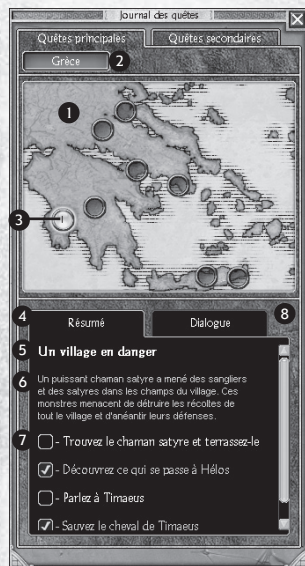 Journal des quêtes
Quêtes principales
Quêtes secondaires
Grèce
2
1
3
1
4
Résumé
Dialogue
8
5
Un village en danger
6
Un puissant chaman satyre a mené des sangliers
et des satyres dans les champs du village. Ces
monstres menacent de détruire les récoltes de
tout le village et d'anéantir leurs défenses.
7
- Trouvez le chaman satyre et terrassez-le
- Découvrez ce qui se passe à Hélos
- Parlez à Timaeus
- Sauvez le cheval de Timaeus